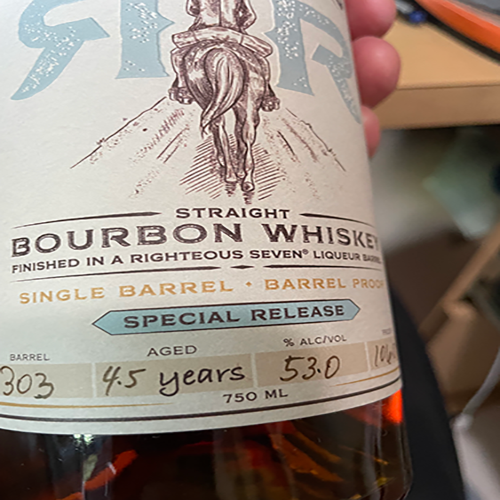 STRAIGHT
BOURBON WHISKEY
FINISHED IN A RIGHTEOUS SEVEN® LIQUEUR BARREL
SINGLE BARREL • BARREL PROOF
SPECIAL RELEASE
BARREL AGED % ALC/VOL
303 4.5 years 53.0 106
750 ML